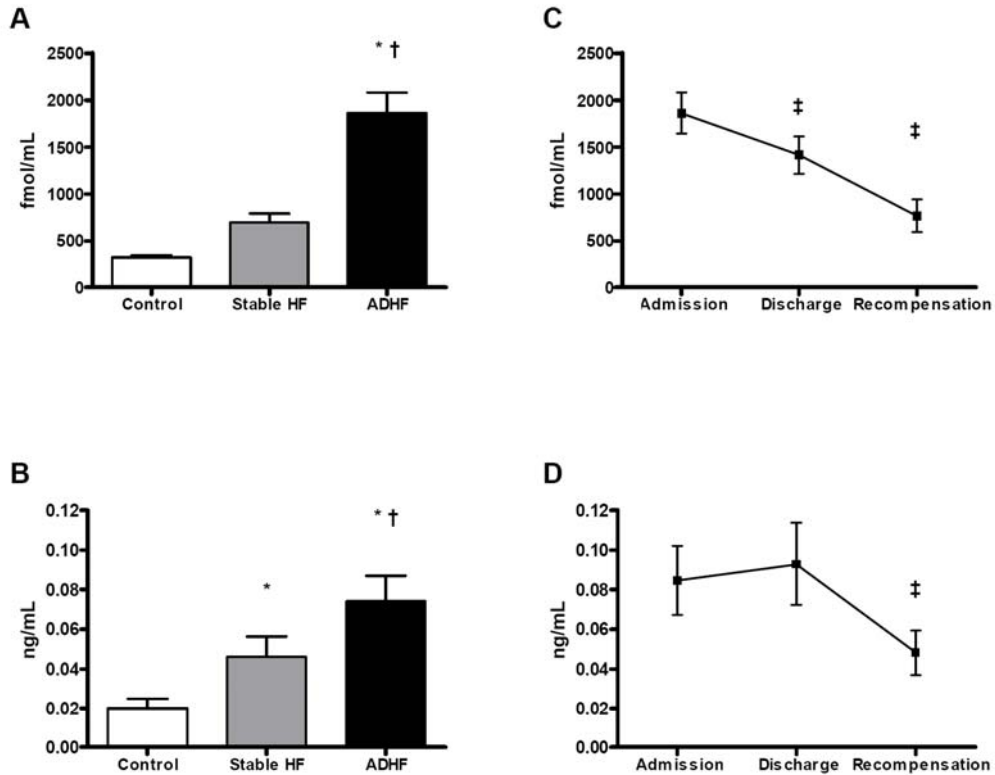 A
* †
fmol/mL
2500
2000
1500
1000
500
0
Control Stable HF ADHF
C
‡
‡
fmol/mL
2500
2000
1500
1000
500
0
Admission Discharge Recompensation
B
* †
*
ng/mL
0.12
0.10
0.08
0.06
0.04
0.02
0.00
Control Stable HF ADHF
D
‡
ng/mL
0.12
0.10
0.08
0.06
0.04
0.02
0.00
Admission Discharge Recompensation